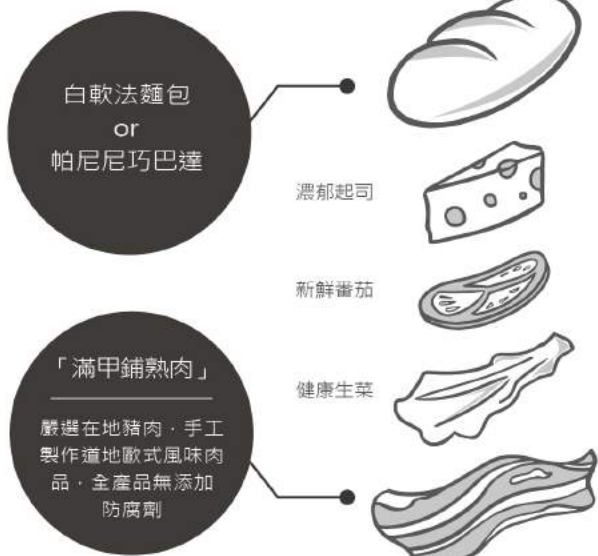 白軟法麵包
or
帕尼尼巧巴達
濃郁起司
新鮮番茄
健康生菜
「滿甲鋪熟肉」
嚴選在地豬肉・手工
製作道地歐式風味肉
品・全產品無添加
防腐劑